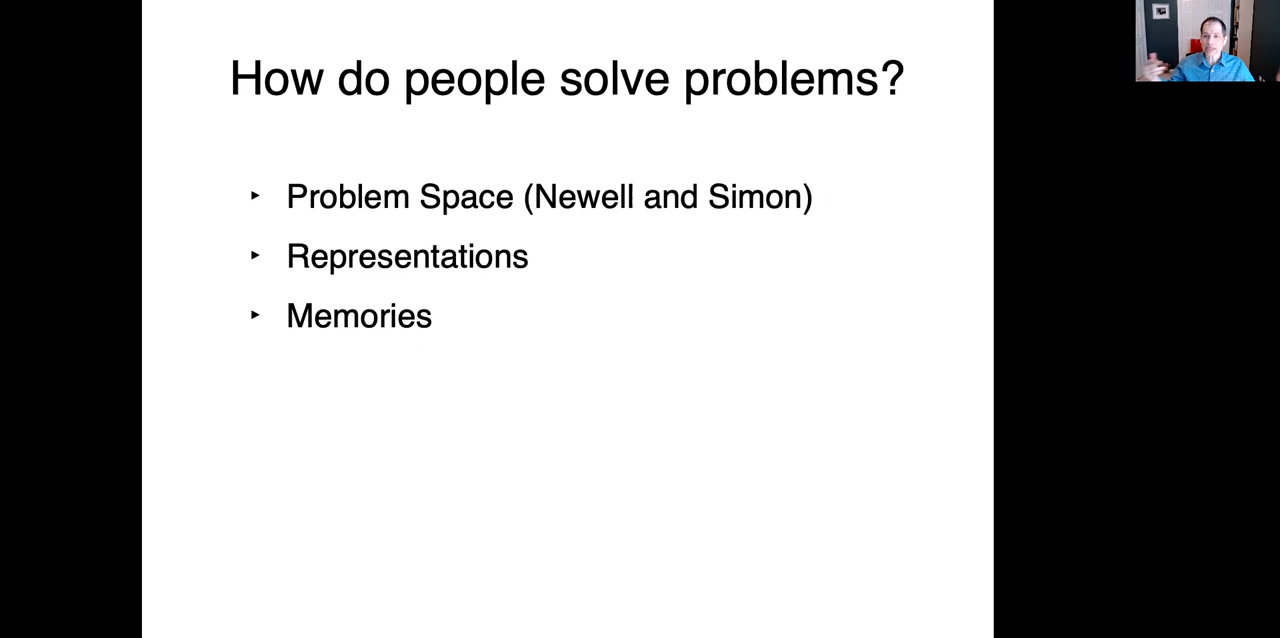 How do people solve problems?
‣ Problem Space (Newell and Simon)
‣ Representations
‣ Memories